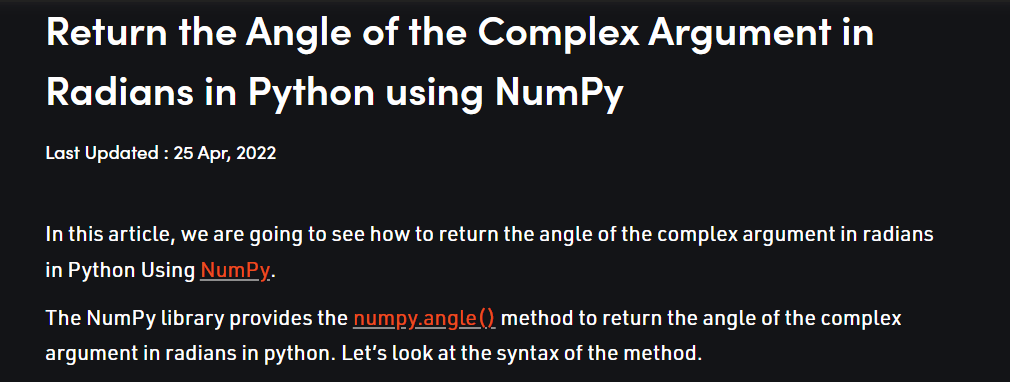 Return the Angle of the Complex Argument in
Radians in Python using NumPy
Last Updated : 25 Apr, 2022
In this article, we are going to see how to return the angle of the complex argument in radians
in Python Using NumPy.
The NumPy library provides the numpy.angle() method to return the angle of the complex
argument in radians in python. Let’s look at the syntax of the method.